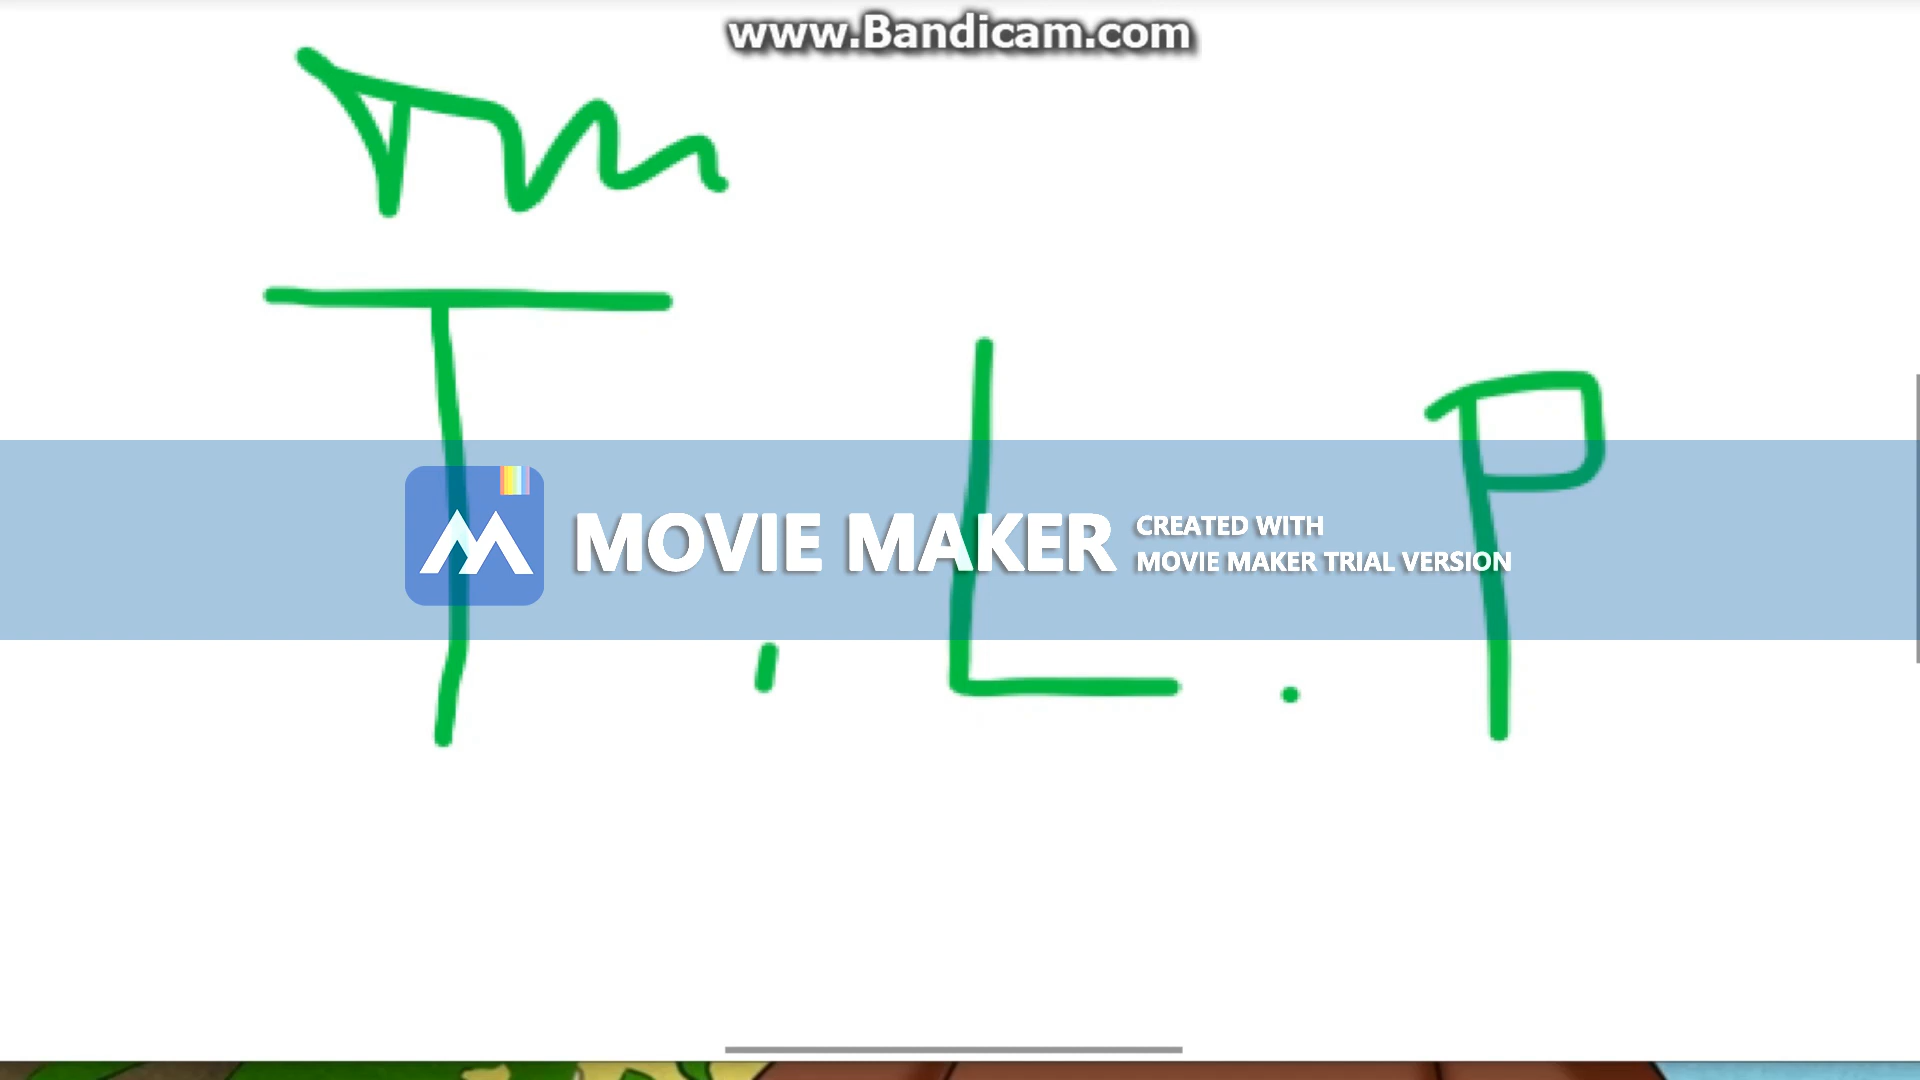 www.Bandicam.com
Tm
T.L.P
MOVIE MAKER
CREATED WITH
MOVIE MAKER TRIAL VERSION